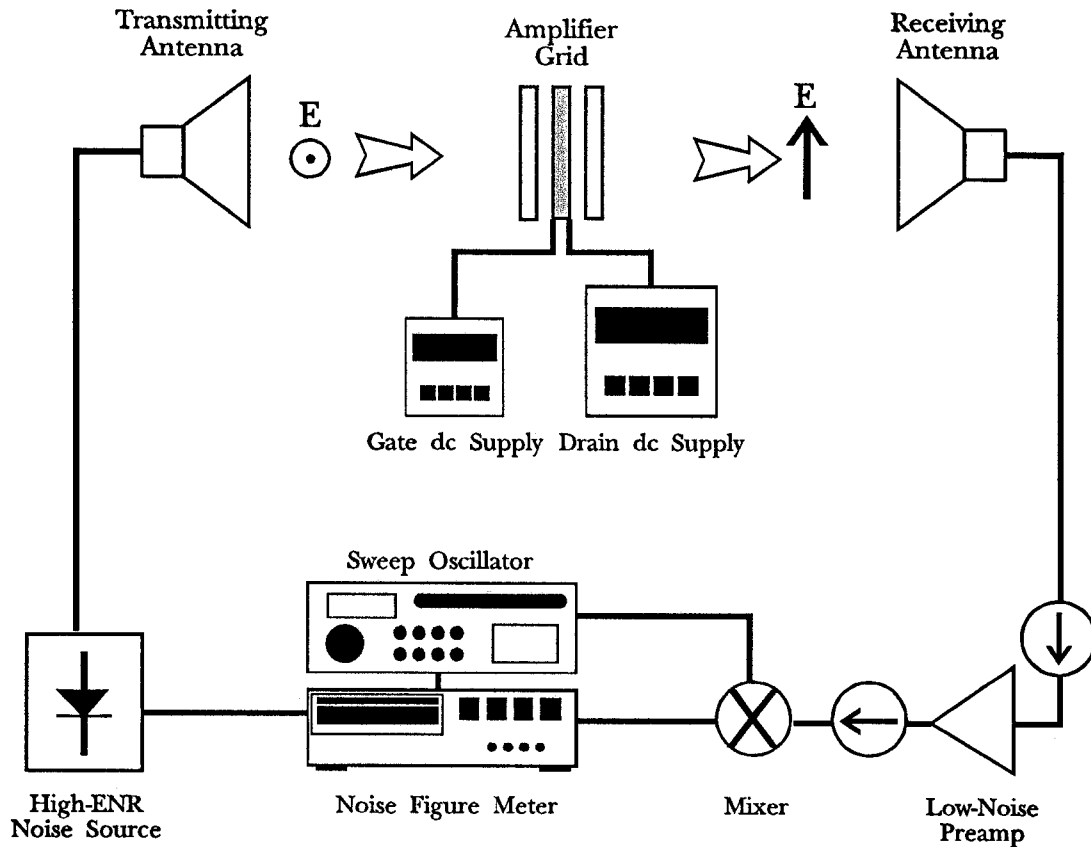 Transmitting
Antenna
Amplifier
Grid
Receiving
Antenna
E
E
Gate dc Supply
Drain dc Supply
Sweep Oscillator
High-ENR
Noise Source
Noise Figure Meter
Mixer
Low-Noise
Preamp